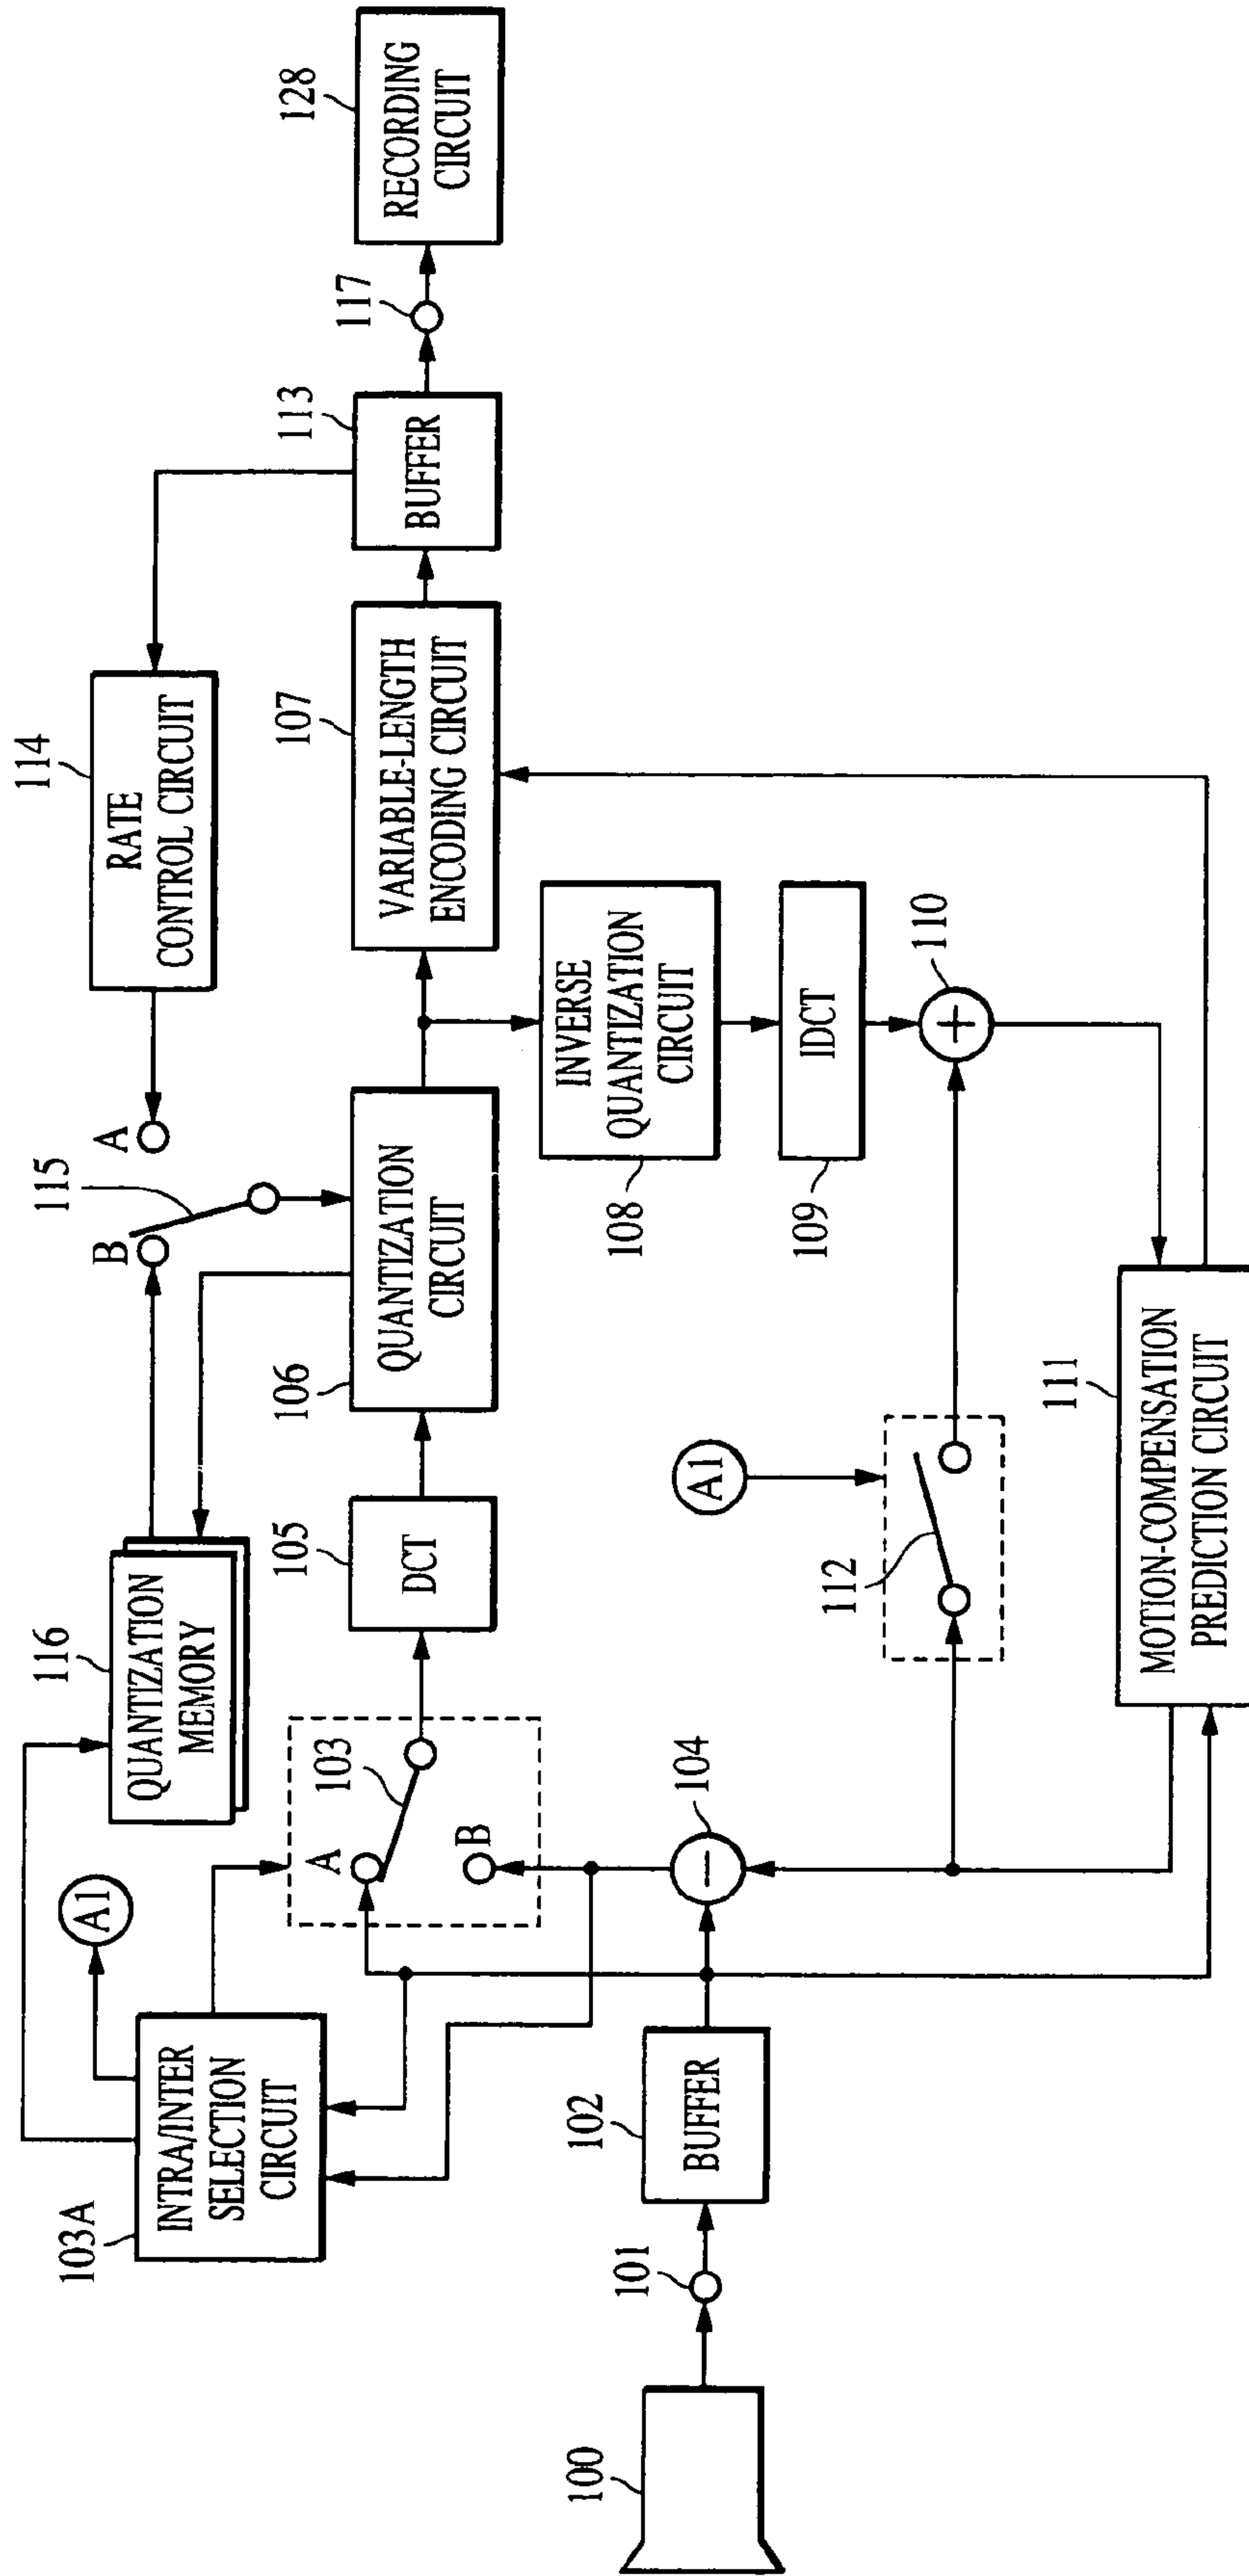 103A
INTRA/INTER
SELECTION
CIRCUIT
A1
116
QUANTIZATION
MEMORY
B
115
A
114
RATE
CONTROL CIRCUIT
A
103
B
105
DCT
106
QUANTIZATION
CIRCUIT
107
VARIABLE-LENGTH
ENCODING CIRCUIT
113
BUFFER
117
128
RECORDING
CIRCUIT
100
101
102
BUFFER
104
A1
112
108
INVERSE
QUANTIZATION
CIRCUIT
109
IDCT
110
111
MOTION-COMPENSATION
PREDICTION CIRCUIT